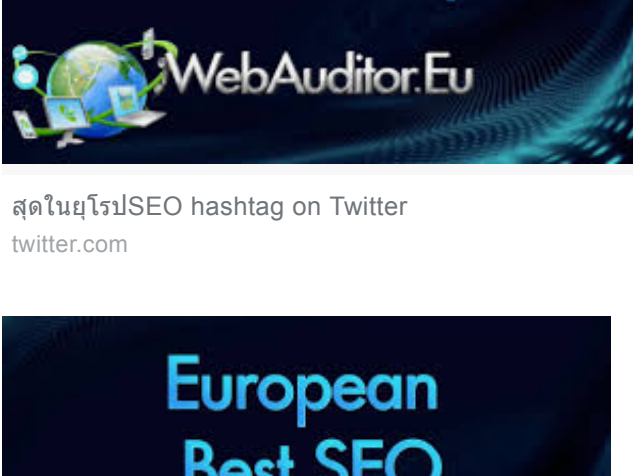 WebAuditor.Eu
สุดในยุโรปSEO hashtag on Twitter
twitter.com
European
Best SEO